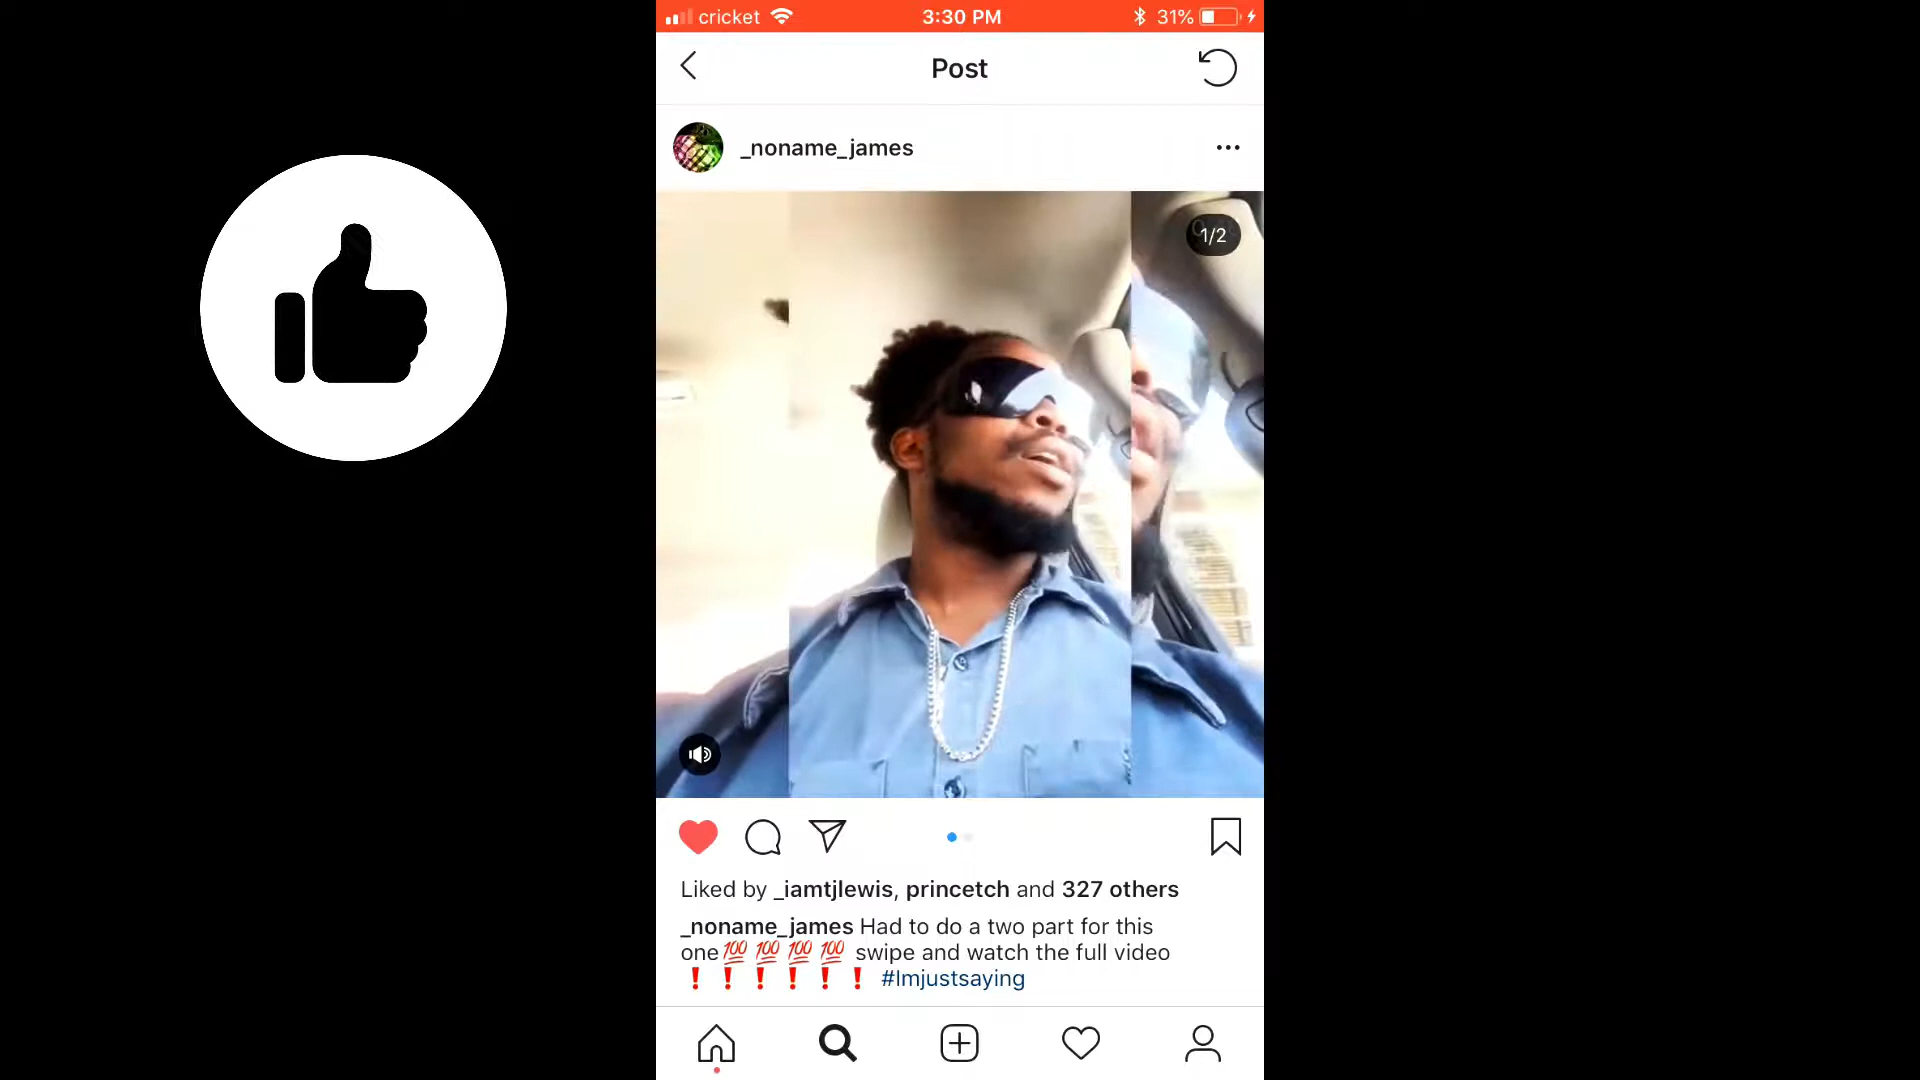 cricket 3:30 PM 31%
Post
_noname_james
1/2
Liked by _iamtjlewis, princetch and 327 others
_noname_james Had to do a two part for this
one💯💯💯💯 swipe and watch the full video
❗❗❗❗❗❗ #Imjustsaying